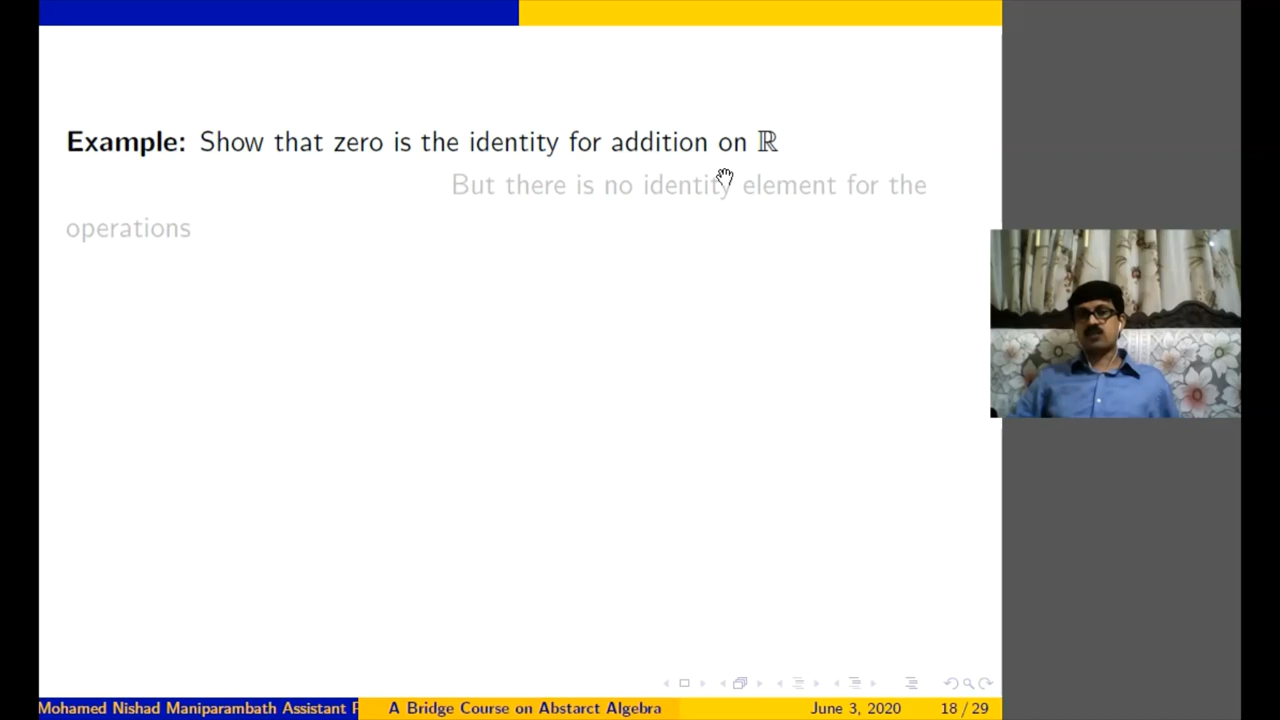 Example: Show that zero is the identity for addition on ℝ
But there is no identity element for the
operations
Mohamed Nishad Maniparambath Assistant P
A Bridge Course on Abstarct Algebra
June 3, 2020
18 / 29